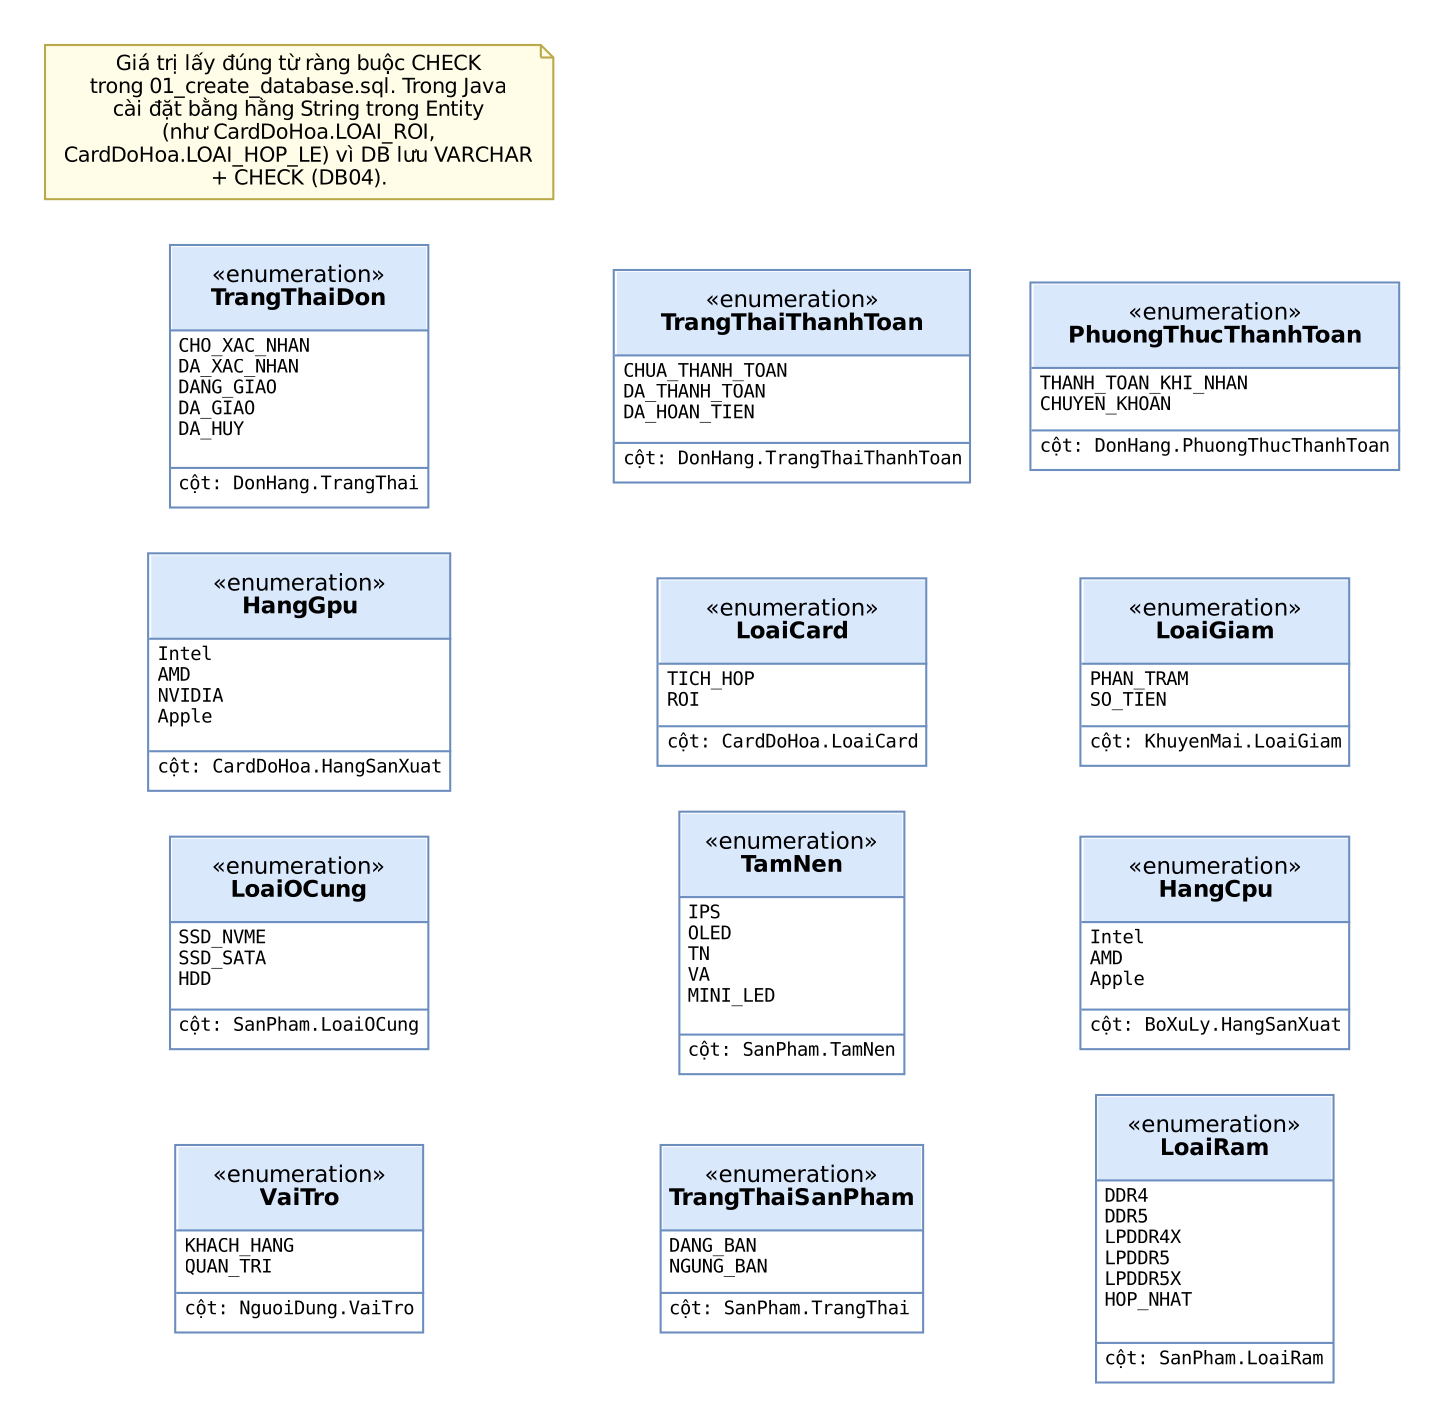 Giá trị lấy đúng từ ràng buộc CHECK
trong 01_create_database.sql. Trong Java
cài đặt bằng hằng String trong Entity
(như CardDoHoa.LOAI_ROI,
CardDoHoa.LOAI_HOP_LE) vì DB lưu VARCHAR
+ CHECK (DB04).
«enumeration»
TrangThaiDon
CHO_XAC_NHAN
DA_XAC_NHAN
DANG_GIAO
DA_GIAO
DA_HUY
cột: DonHang.TrangThai
«enumeration»
TrangThaiThanhToan
CHUA_THANH_TOAN
DA_THANH_TOAN
DA_HOAN_TIEN
cột: DonHang.TrangThaiThanhToan
«enumeration»
PhuongThucThanhToan
THANH_TOAN_KHI_NHAN
CHUYEN_KHOAN
cột: DonHang.PhuongThucThanhToan
«enumeration»
HangGpu
Intel
AMD
NVIDIA
Apple
cột: CardDoHoa.HangSanXuat
«enumeration»
LoaiCard
TICH_HOP
ROI
cột: CardDoHoa.LoaiCard
«enumeration»
LoaiGiam
PHAN_TRAM
SO_TIEN
cột: KhuyenMai.LoaiGiam
«enumeration»
LoaiOCung
SSD_NVME
SSD_SATA
HDD
cột: SanPham.LoaiOCung
«enumeration»
TamNen
IPS
OLED
TN
VA
MINI_LED
cột: SanPham.TamNen
«enumeration»
HangCpu
Intel
AMD
Apple
cột: BoXuLy.HangSanXuat
«enumeration»
VaiTro
KHACH_HANG
QUAN_TRI
cột: NguoiDung.VaiTro
«enumeration»
TrangThaiSanPham
DANG_BAN
NGUNG_BAN
cột: SanPham.TrangThai
«enumeration»
LoaiRam
DDR4
DDR5
LPDDR4X
LPDDR5
LPDDR5X
HOP_NHAT
cột: SanPham.LoaiRam